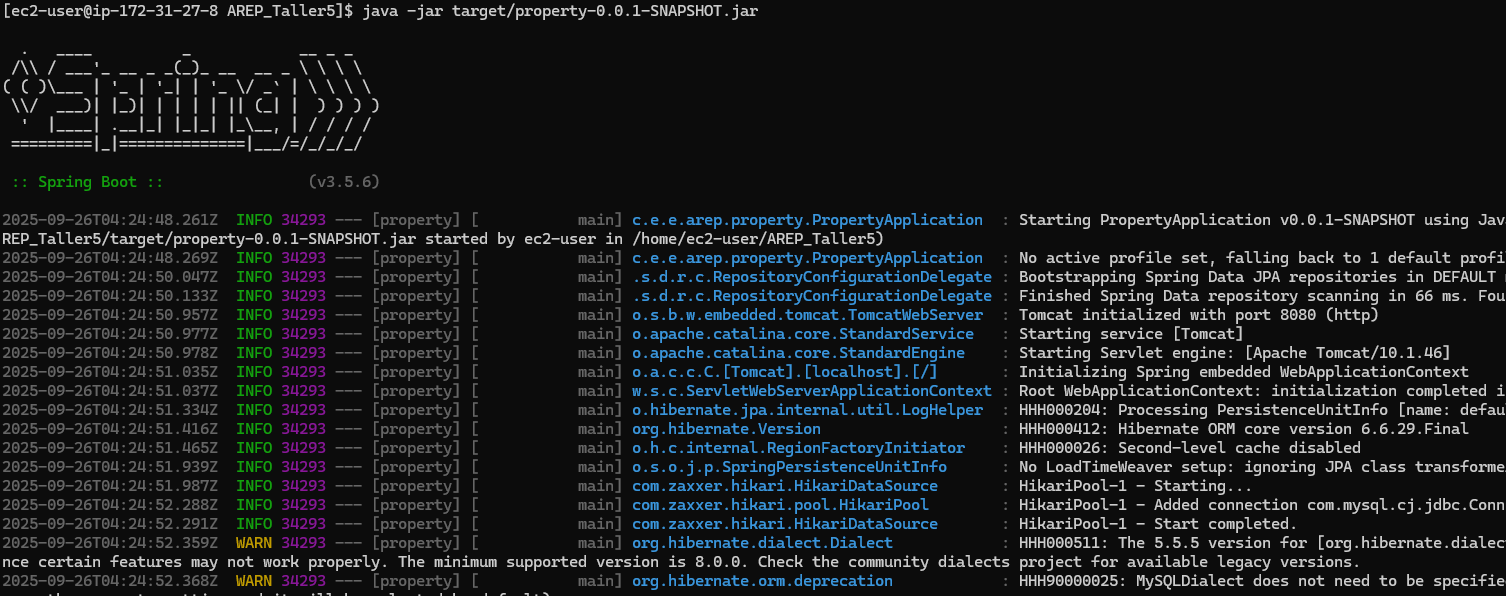 [ec2-user@ip-172-31-27-8 AREP_Taller5]$ java -jar target/property-0.0.1-SNAPSHOT.jar
  .   ____          _            __ _ _
 /\\ / ___'_ __ _ _(_)_ __  __ _ \ \ \ \
( ( )\___ | '_ | '_| | '_ \/ _` | \ \ \ \
 \\/  ___)| |_)| | | | | || (_| |  ) ) ) )
  '  |____| .__|_| |_|_| |_\__, | / / / /
 =========|_|==============|___/=/_/_/_/
 :: Spring Boot ::                (v3.5.6)
2025-09-26T04:24:48.261Z  INFO 34293 --- [property] [           main] c.e.e.arep.property.PropertyApplication  : Starting PropertyApplication v0.0.1-SNAPSHOT using Jav
REP_Taller5/target/property-0.0.1-SNAPSHOT.jar started by ec2-user in /home/ec2-user/AREP_Taller5)
2025-09-26T04:24:48.269Z  INFO 34293 --- [property] [           main] c.e.e.arep.property.PropertyApplication  : No active profile set, falling back to 1 default profi
2025-09-26T04:24:50.047Z  INFO 34293 --- [property] [           main] .s.d.r.c.RepositoryConfigurationDelegate : Bootstrapping Spring Data JPA repositories in DEFAULT
2025-09-26T04:24:50.133Z  INFO 34293 --- [property] [           main] .s.d.r.c.RepositoryConfigurationDelegate : Finished Spring Data repository scanning in 66 ms. Fou
2025-09-26T04:24:50.957Z  INFO 34293 --- [property] [           main] o.s.b.w.embedded.tomcat.TomcatWebServer  : Tomcat initialized with port 8080 (http)
2025-09-26T04:24:50.977Z  INFO 34293 --- [property] [           main] o.apache.catalina.core.StandardService   : Starting service [Tomcat]
2025-09-26T04:24:50.978Z  INFO 34293 --- [property] [           main] o.apache.catalina.core.StandardEngine    : Starting Servlet engine: [Apache Tomcat/10.1.46]
2025-09-26T04:24:51.035Z  INFO 34293 --- [property] [           main] o.a.c.c.C.[Tomcat].[localhost].[/]       : Initializing Spring embedded WebApplicationContext
2025-09-26T04:24:51.037Z  INFO 34293 --- [property] [           main] w.s.c.ServletWebServerApplicationContext : Root WebApplicationContext: initialization completed i
2025-09-26T04:24:51.334Z  INFO 34293 --- [property] [           main] o.hibernate.jpa.internal.util.LogHelper  : HHH000204: Processing PersistenceUnitInfo [name: defau
2025-09-26T04:24:51.416Z  INFO 34293 --- [property] [           main] org.hibernate.Version                    : HHH000412: Hibernate ORM core version 6.6.29.Final
2025-09-26T04:24:51.465Z  INFO 34293 --- [property] [           main] o.h.c.internal.RegionFactoryInitiator    : HHH000026: Second-level cache disabled
2025-09-26T04:24:51.939Z  INFO 34293 --- [property] [           main] o.s.o.j.p.SpringPersistenceUnitInfo      : No LoadTimeWeaver setup: ignoring JPA class transforme
2025-09-26T04:24:51.987Z  INFO 34293 --- [property] [           main] com.zaxxer.hikari.HikariDataSource       : HikariPool-1 - Starting...
2025-09-26T04:24:52.288Z  INFO 34293 --- [property] [           main] com.zaxxer.hikari.pool.HikariPool        : HikariPool-1 - Added connection com.mysql.cj.jdbc.Conn
2025-09-26T04:24:52.291Z  INFO 34293 --- [property] [           main] com.zaxxer.hikari.HikariDataSource       : HikariPool-1 - Start completed.
2025-09-26T04:24:52.359Z  WARN 34293 --- [property] [           main] org.hibernate.dialect.Dialect            : HHH000511: The 5.5.5 version for [org.hibernate.dialec
nce certain features may not work properly. The minimum supported version is 8.0.0. Check the community dialects project for available legacy versions.
2025-09-26T04:24:52.368Z  WARN 34293 --- [property] [           main] org.hibernate.orm.deprecation            : HHH90000025: MySQLDialect does not need to be specifie